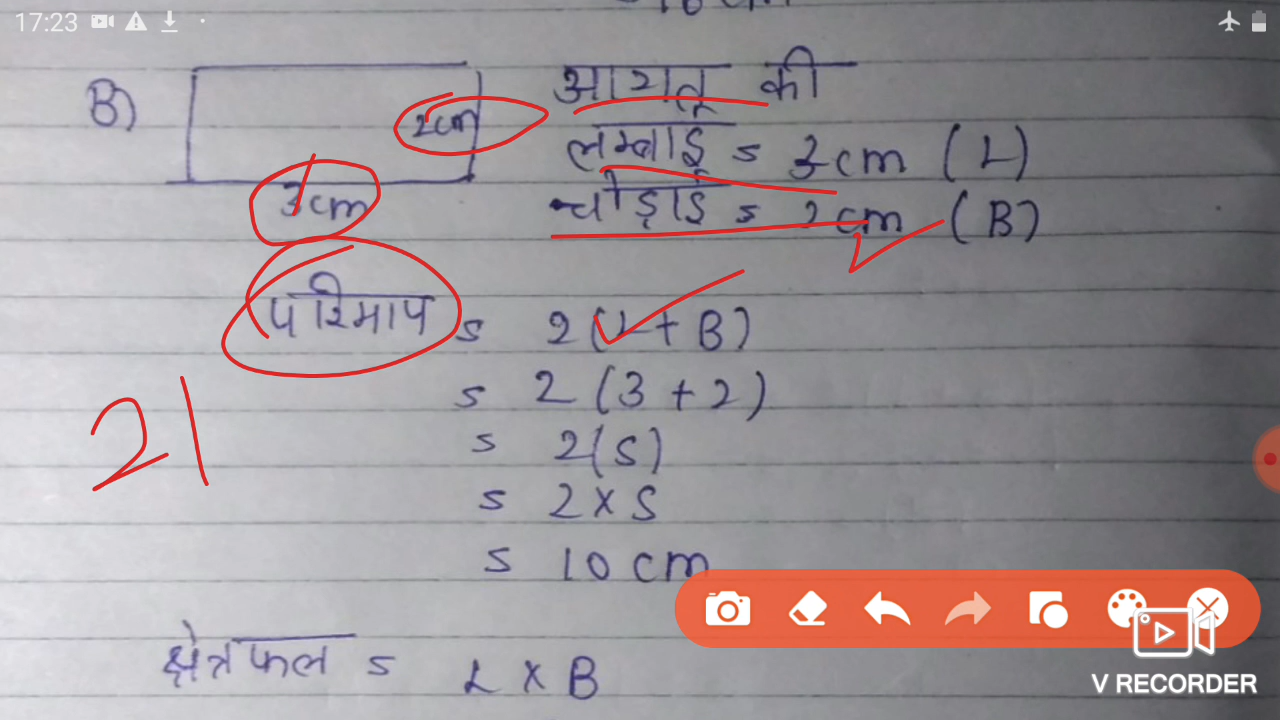 17:23
B)
2cm
3cm
आयत की
लम्बाई = 3cm (L)
चौड़ाई = 2cm (B)
परिमाप = 2(L+B)
= 2(3+2)
= 2(5)
= 2×5
= 10 cm
21
क्षेत्रफल = L × B
V RECORDER